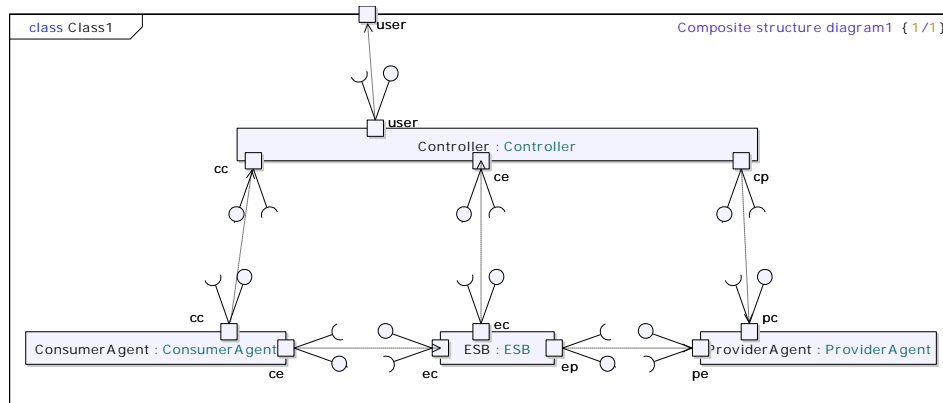 user
class Class1
Composite structure diagram1 {1/1}
user
Controller : Controller
cc
ce
cp
cc
ec
pc
ConsumerAgent : ConsumerAgent
ESB : ESB
ProviderAgent : ProviderAgent
ce
ec
ep
pe